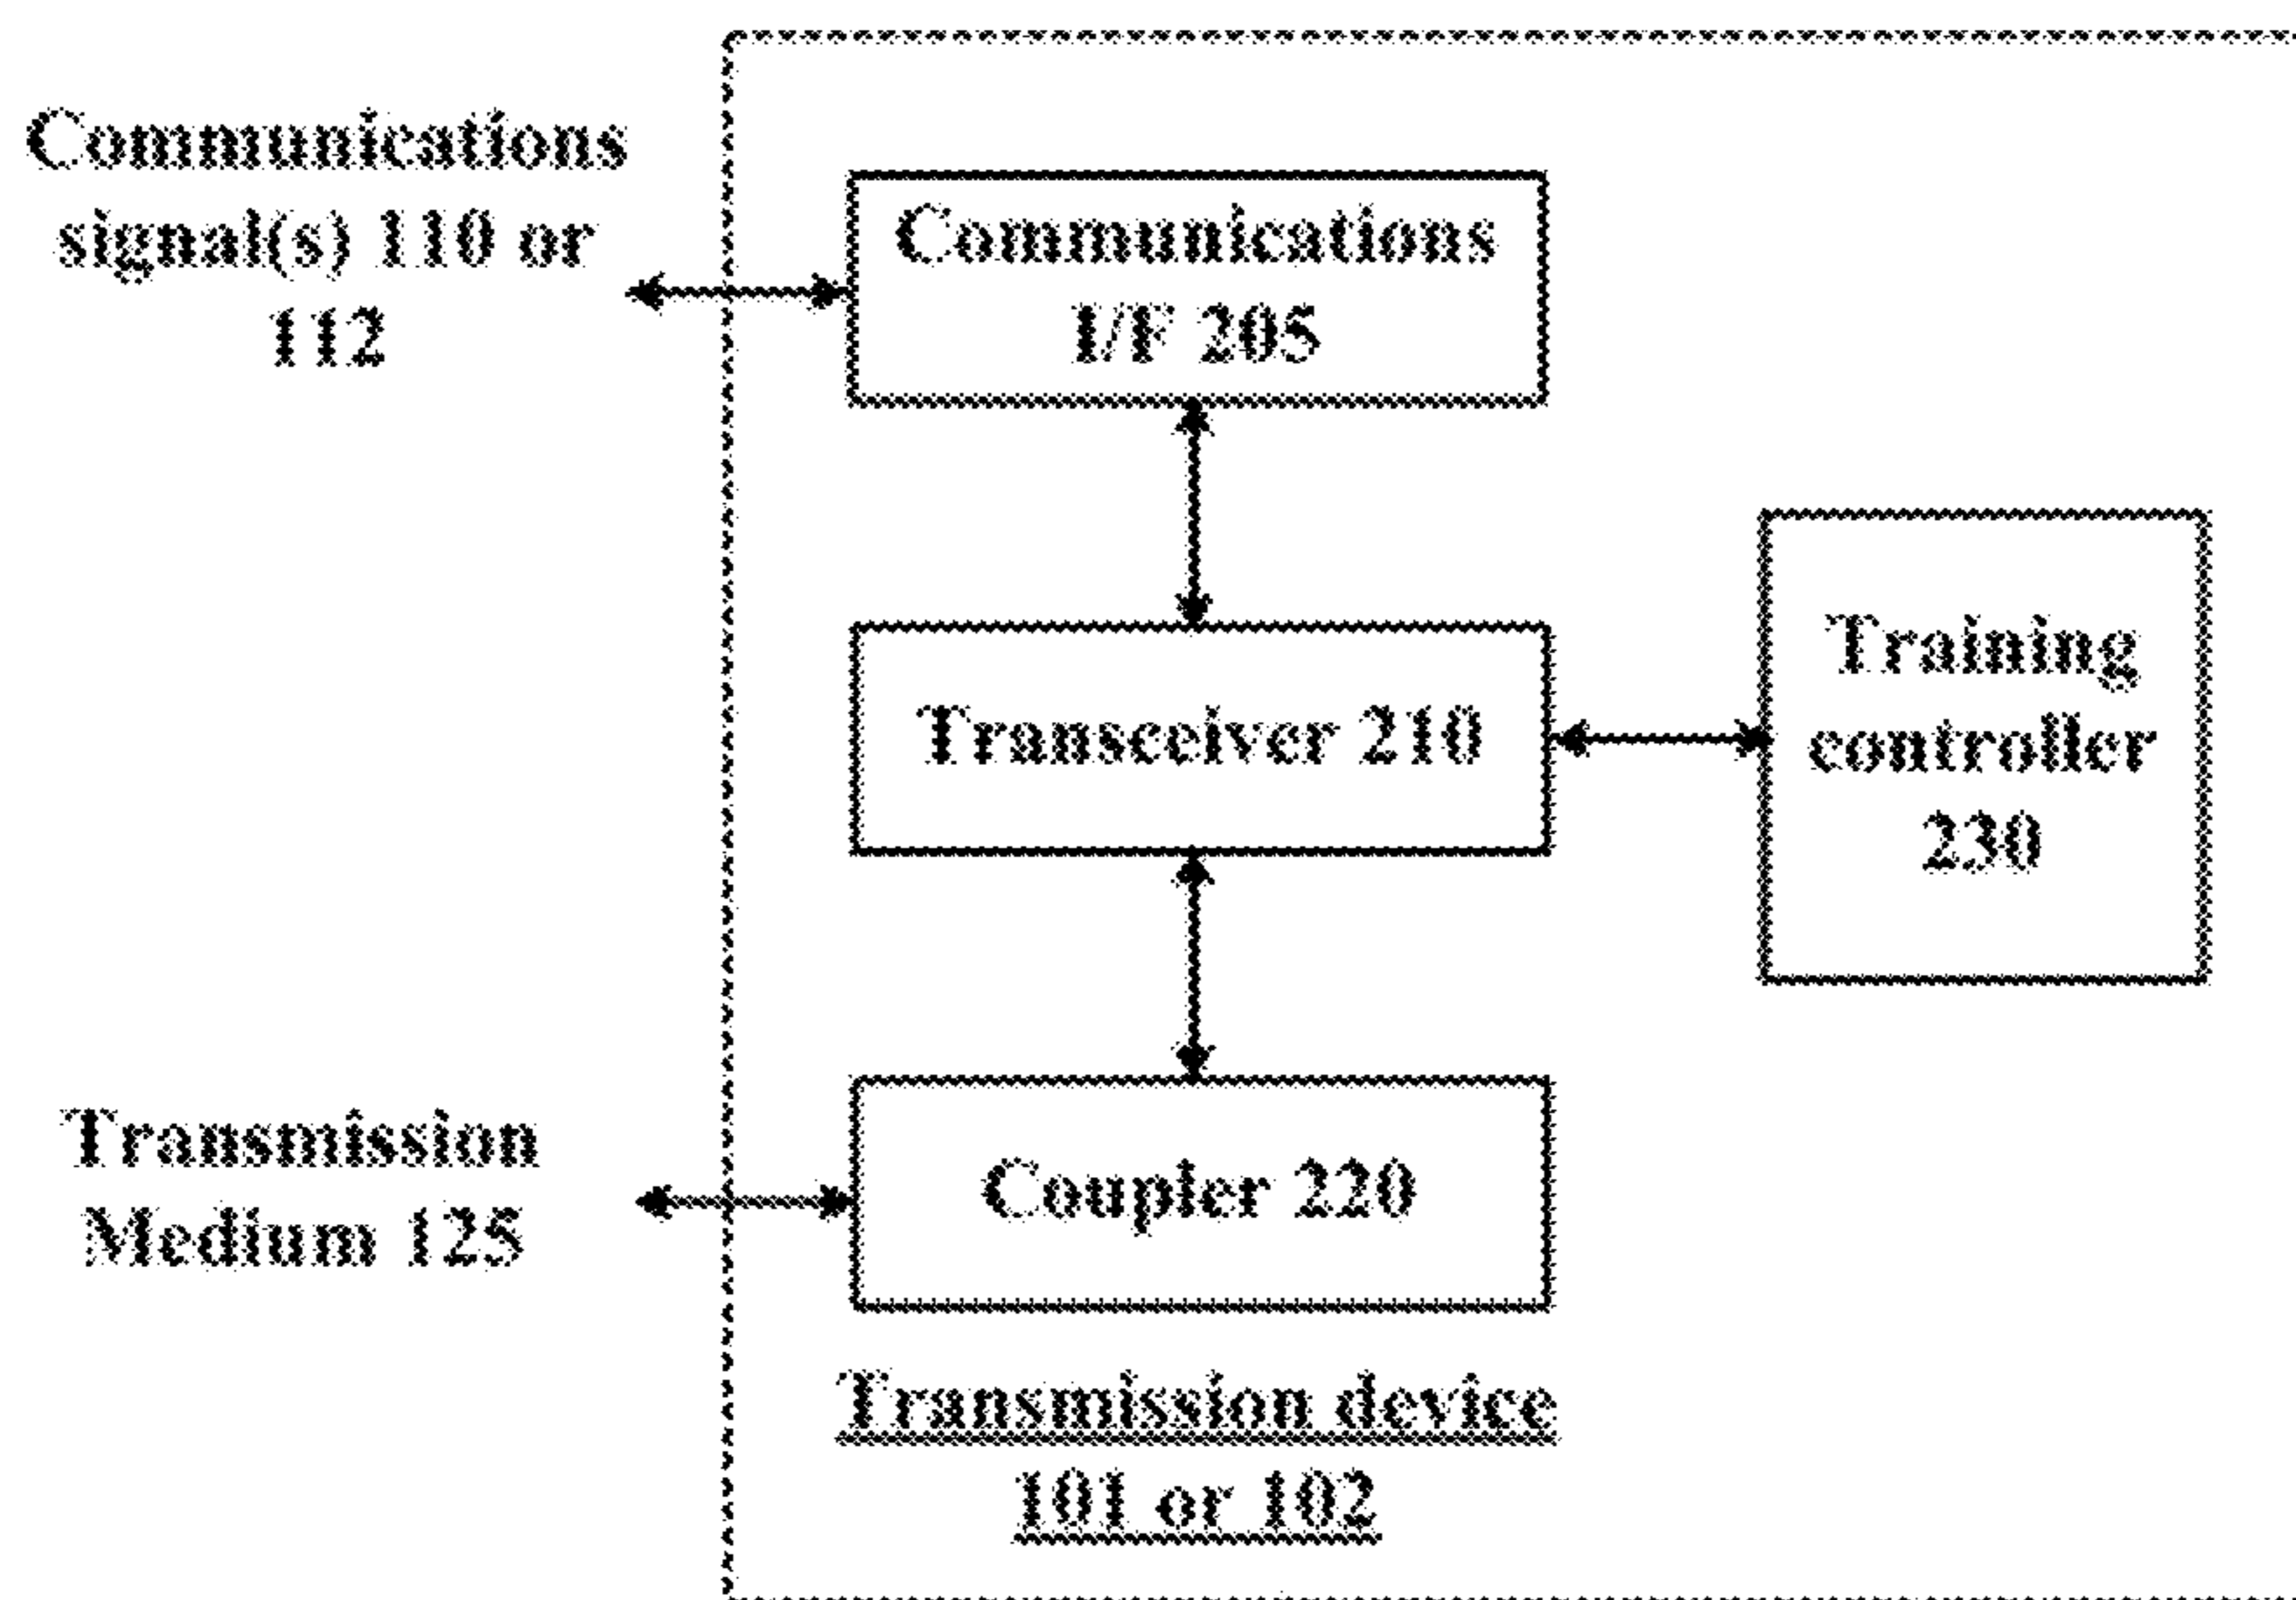 Communications
signal(s) 110 or
112
Communications
I/F 205
Transceiver 210
Training
controller
230
Transmission
Medium 125
Coupler 220
Transmission device
101 or 102